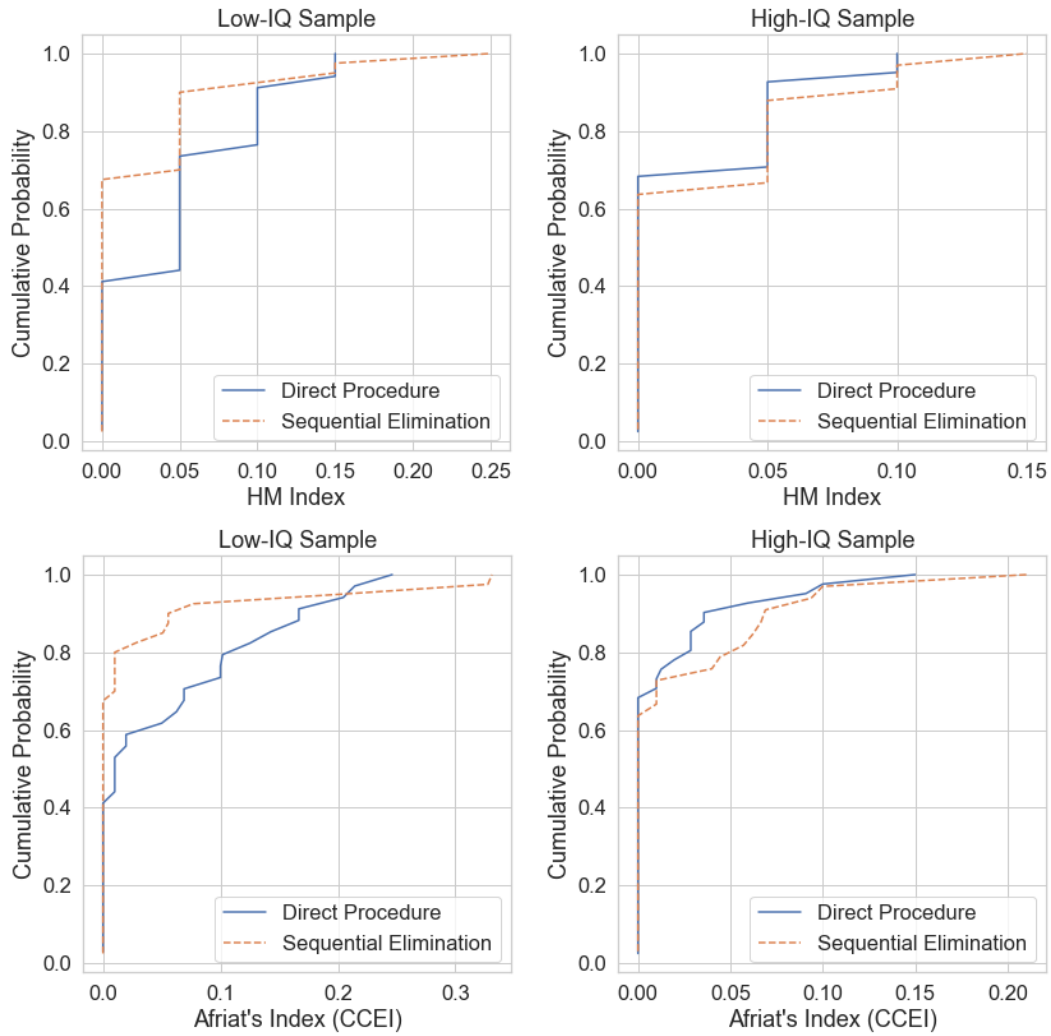 Low-IQ Sample
High-IQ Sample
Cumulative Probability
1.0
0.8
0.6
0.4
0.2
0.0
Direct Procedure
Sequential Elimination
0.00 0.05 0.10 0.15 0.20 0.25
HM Index
Cumulative Probability
1.0
0.8
0.6
0.4
0.2
0.0
Direct Procedure
Sequential Elimination
0.00 0.05 0.10 0.15
HM Index
Low-IQ Sample
High-IQ Sample
Cumulative Probability
1.0
0.8
0.6
0.4
0.2
0.0
Direct Procedure
Sequential Elimination
0.0 0.1 0.2 0.3
Afriat's Index (CCEI)
Cumulative Probability
1.0
0.8
0.6
0.4
0.2
0.0
Direct Procedure
Sequential Elimination
0.00 0.05 0.10 0.15 0.20
Afriat's Index (CCEI)